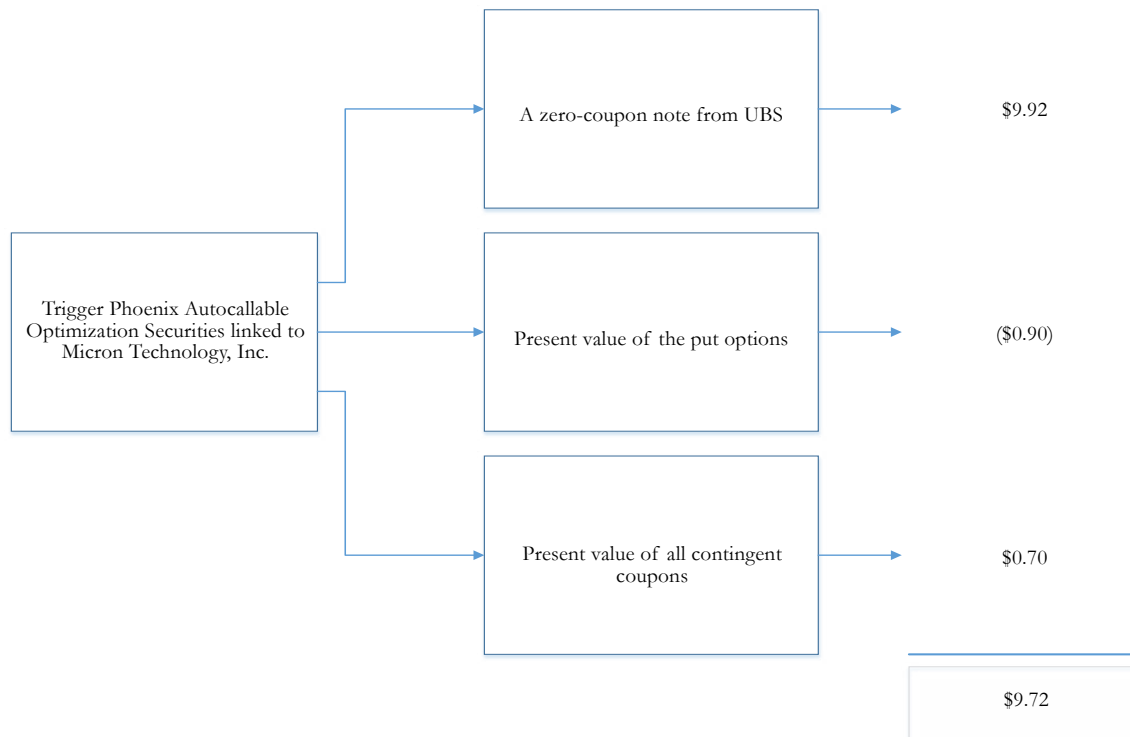 A zero-coupon note from UBS
$9.92
Trigger Phoenix Autocallable
Optimization Securities linked to
Micron Technology, Inc.
Present value of the put options
($0.90)
Present value of all contingent
coupons
$0.70
$9.72